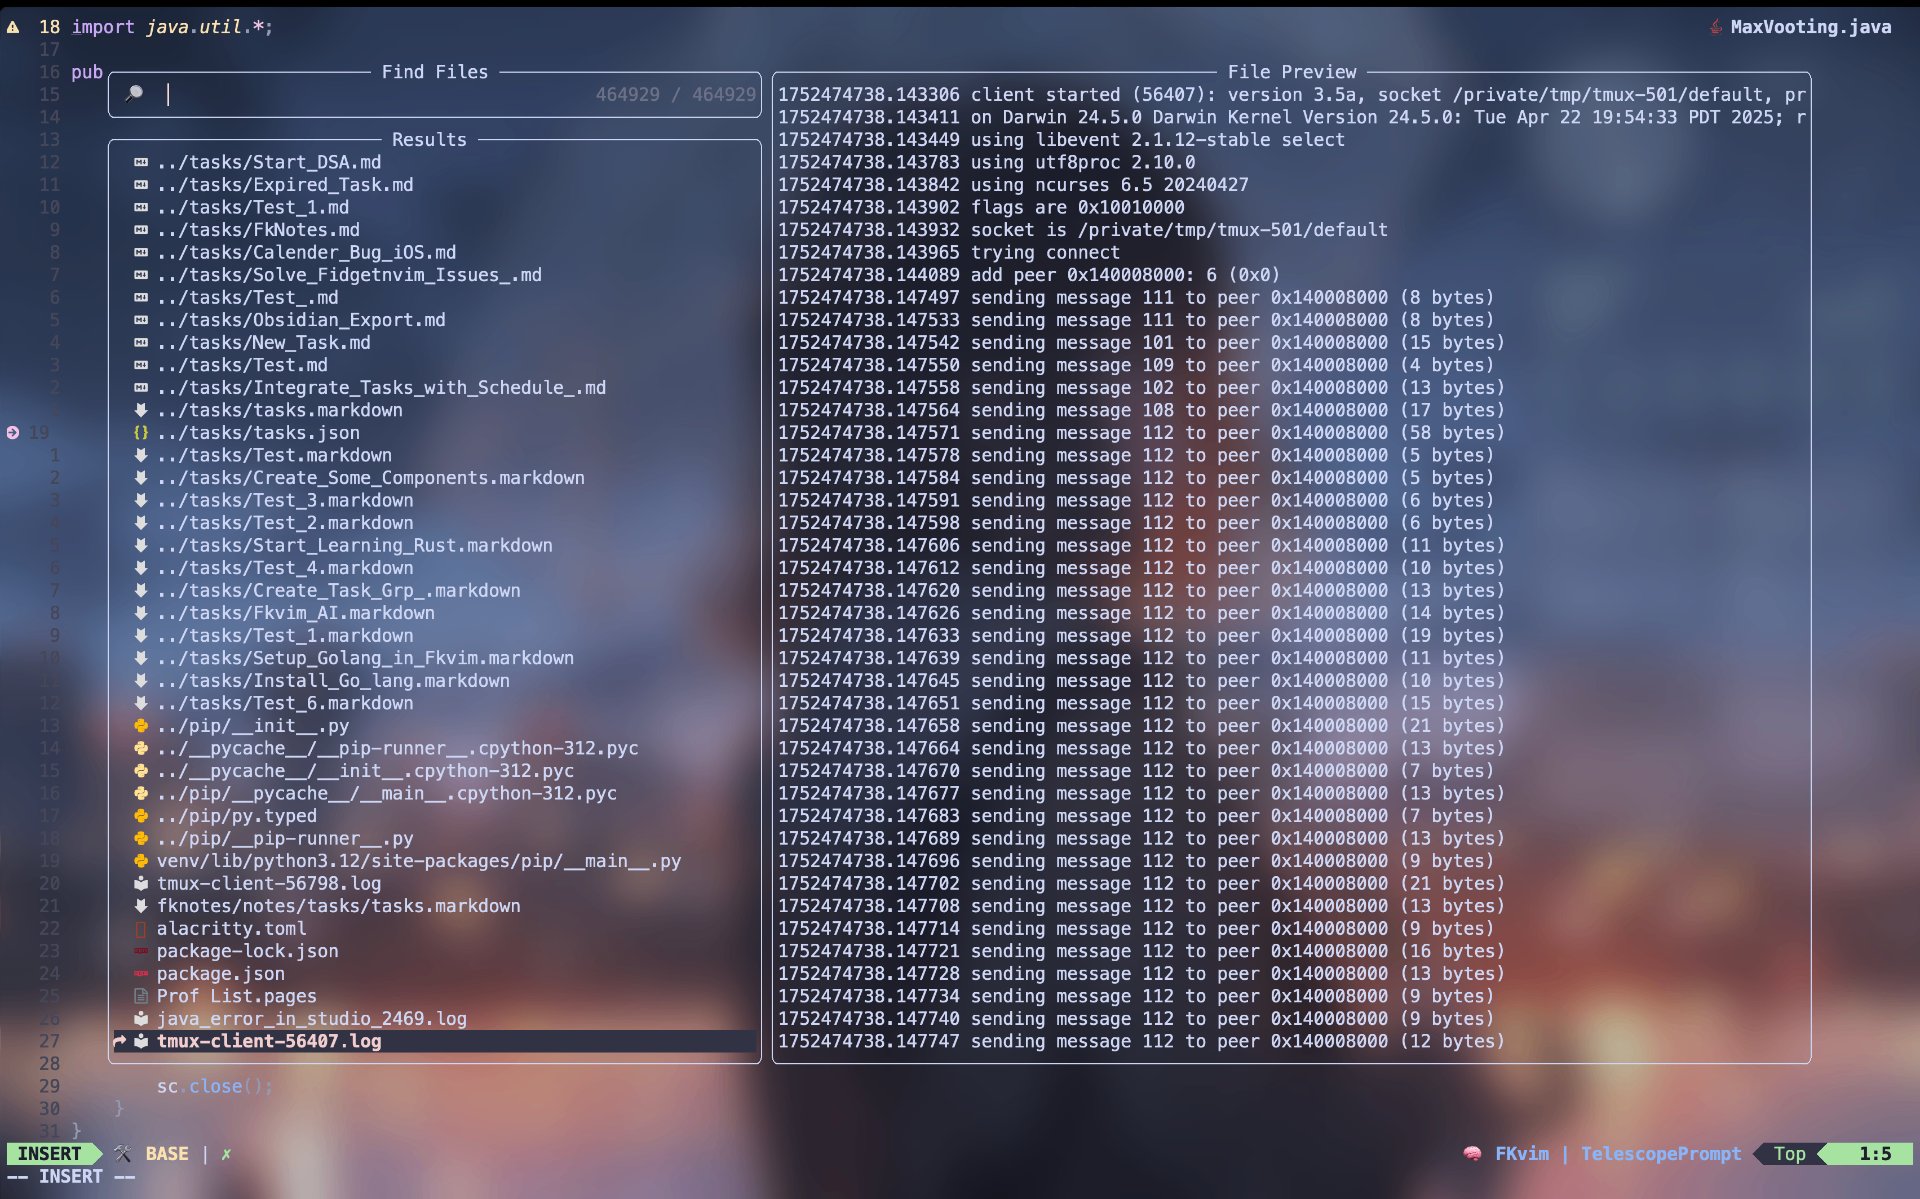 18 import java.util.*;
MaxVooting.java
17
16 pub
Find Files
15
464929 / 464929
14
13
Results
12 ../tasks/Start_DSA.md
11 ../tasks/Expired_Task.md
10 ../tasks/Test_1.md
9 ../tasks/FkNotes.md
8 ../tasks/Calender_Bug_iOS.md
7 ../tasks/Solve_Fidgetnvim_Issues_.md
6 ../tasks/Test_.md
5 ../tasks/Obsidian_Export.md
4 ../tasks/New_Task.md
3 ../tasks/Test.md
2 ../tasks/Integrate_Tasks_with_Schedule_.md
1 ../tasks/tasks.markdown
19 {} ../tasks/tasks.json
1 ../tasks/Test.markdown
2 ../tasks/Create_Some_Components.markdown
3 ../tasks/Test_3.markdown
4 ../tasks/Test_2.markdown
5 ../tasks/Start_Learning_Rust.markdown
6 ../tasks/Test_4.markdown
7 ../tasks/Create_Task_Grp_.markdown
8 ../tasks/Fkvim_AI.markdown
9 ../tasks/Test_1.markdown
10 ../tasks/Setup_Golang_in_Fkvim.markdown
11 ../tasks/Install_Go_lang.markdown
12 ../tasks/Test_6.markdown
13 ../pip/__init__.py
14 ../__pycache__/__pip-runner__.cpython-312.pyc
15 ../__pycache__/__init__.cpython-312.pyc
16 ../pip/__pycache__/__main__.cpython-312.pyc
17 ../pip/py.typed
18 ../pip/__pip-runner__.py
19 venv/lib/python3.12/site-packages/pip/__main__.py
20 tmux-client-56798.log
21 fknotes/notes/tasks/tasks.markdown
22 alacritty.toml
23 package-lock.json
24 package.json
25 Prof List.pages
26 java_error_in_studio_2469.log
27 tmux-client-56407.log
File Preview
1752474738.143306 client started (56407): version 3.5a, socket /private/tmp/tmux-501/default, pr
1752474738.143411 on Darwin 24.5.0 Darwin Kernel Version 24.5.0: Tue Apr 22 19:54:33 PDT 2025; r
1752474738.143449 using libevent 2.1.12-stable select
1752474738.143783 using utf8proc 2.10.0
1752474738.143842 using ncurses 6.5 20240427
1752474738.143902 flags are 0x10010000
1752474738.143932 socket is /private/tmp/tmux-501/default
1752474738.143965 trying connect
1752474738.144089 add peer 0x140008000: 6 (0x0)
1752474738.147497 sending message 111 to peer 0x140008000 (8 bytes)
1752474738.147533 sending message 111 to peer 0x140008000 (8 bytes)
1752474738.147542 sending message 101 to peer 0x140008000 (15 bytes)
1752474738.147550 sending message 109 to peer 0x140008000 (4 bytes)
1752474738.147558 sending message 102 to peer 0x140008000 (13 bytes)
1752474738.147564 sending message 108 to peer 0x140008000 (17 bytes)
1752474738.147571 sending message 112 to peer 0x140008000 (58 bytes)
1752474738.147578 sending message 112 to peer 0x140008000 (5 bytes)
1752474738.147584 sending message 112 to peer 0x140008000 (5 bytes)
1752474738.147591 sending message 112 to peer 0x140008000 (6 bytes)
1752474738.147598 sending message 112 to peer 0x140008000 (6 bytes)
1752474738.147606 sending message 112 to peer 0x140008000 (11 bytes)
1752474738.147612 sending message 112 to peer 0x140008000 (10 bytes)
1752474738.147620 sending message 112 to peer 0x140008000 (13 bytes)
1752474738.147626 sending message 112 to peer 0x140008000 (14 bytes)
1752474738.147633 sending message 112 to peer 0x140008000 (19 bytes)
1752474738.147639 sending message 112 to peer 0x140008000 (11 bytes)
1752474738.147645 sending message 112 to peer 0x140008000 (10 bytes)
1752474738.147651 sending message 112 to peer 0x140008000 (15 bytes)
1752474738.147658 sending message 112 to peer 0x140008000 (21 bytes)
1752474738.147664 sending message 112 to peer 0x140008000 (13 bytes)
1752474738.147670 sending message 112 to peer 0x140008000 (7 bytes)
1752474738.147677 sending message 112 to peer 0x140008000 (13 bytes)
1752474738.147683 sending message 112 to peer 0x140008000 (7 bytes)
1752474738.147689 sending message 112 to peer 0x140008000 (13 bytes)
1752474738.147696 sending message 112 to peer 0x140008000 (9 bytes)
1752474738.147702 sending message 112 to peer 0x140008000 (21 bytes)
1752474738.147708 sending message 112 to peer 0x140008000 (13 bytes)
1752474738.147714 sending message 112 to peer 0x140008000 (9 bytes)
1752474738.147721 sending message 112 to peer 0x140008000 (16 bytes)
1752474738.147728 sending message 112 to peer 0x140008000 (13 bytes)
1752474738.147734 sending message 112 to peer 0x140008000 (9 bytes)
1752474738.147740 sending message 112 to peer 0x140008000 (9 bytes)
1752474738.147747 sending message 112 to peer 0x140008000 (12 bytes)
28
29 sc.close();
30 }
31 }
INSERT BASE | ✗
FKvim | TelescopePrompt Top 1:5
-- INSERT --